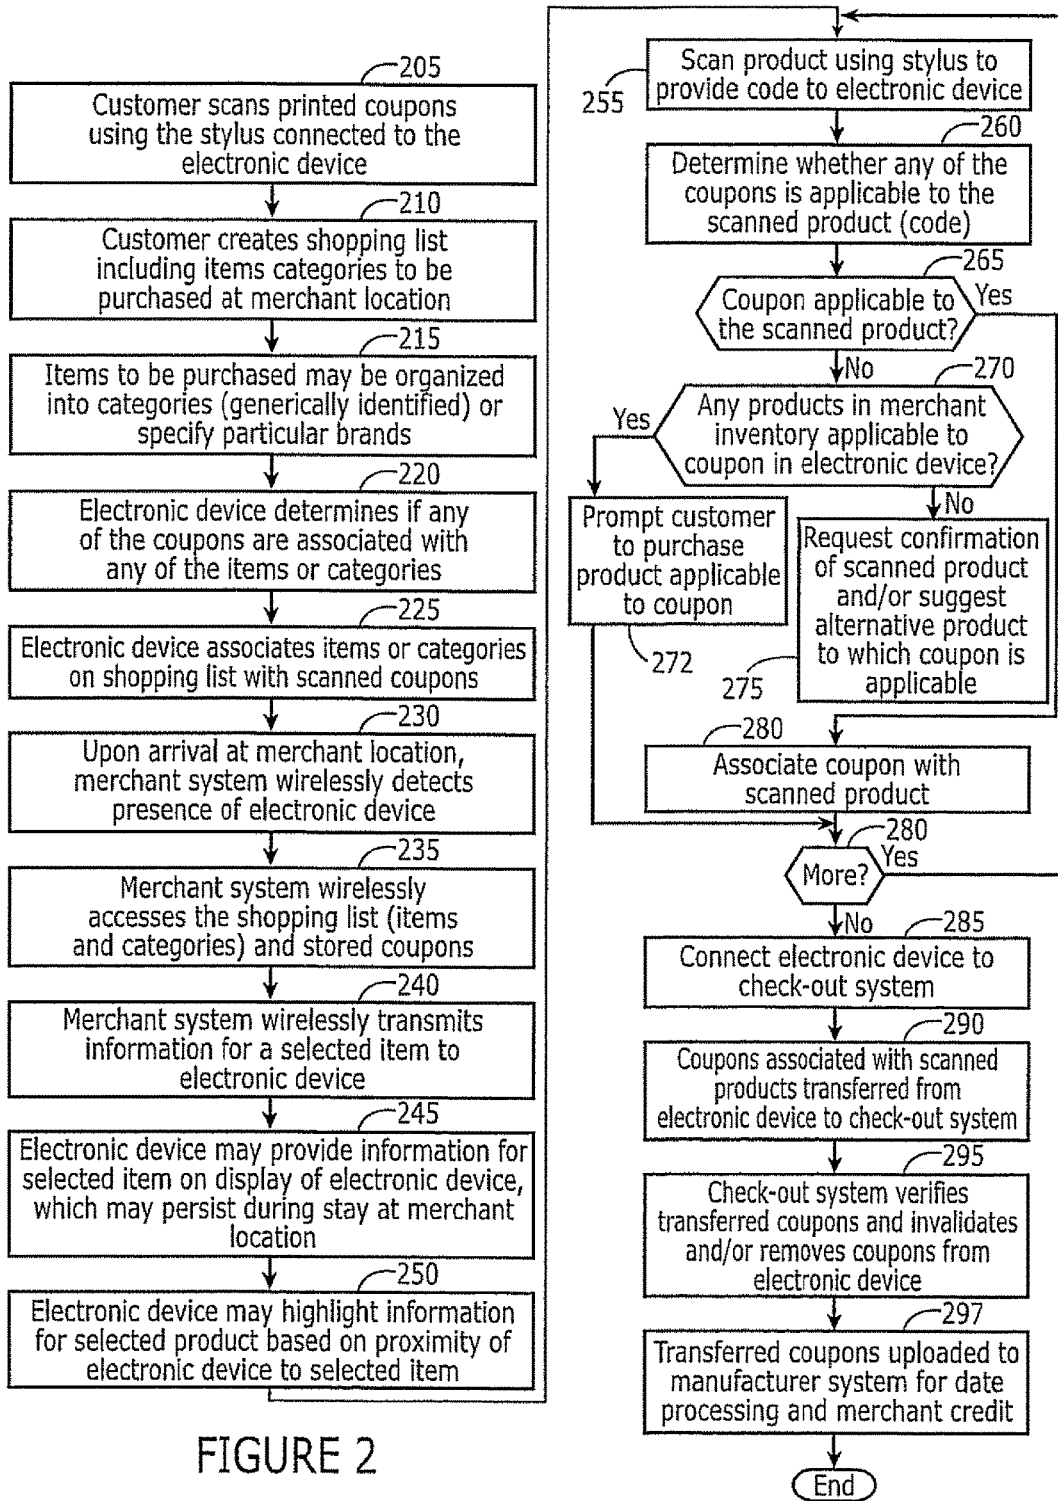 205
Customer scans printed coupons
using the stylus connected to the
electronic device
210
Customer creates shopping list
including items categories to be
purchased at merchant location
215
Items to be purchased may be organized
into categories (generically identified) or
specify particular brands
220
Electronic device determines if any
of the coupons are associated with
any of the items or categories
225
Electronic device associates items or categories
on shopping list with scanned coupons
230
Upon arrival at merchant location,
merchant system wirelessly detects
presence of electronic device
235
Merchant system wirelessly
accesses the shopping list (items
and categories) and stored coupons
240
Merchant system wirelessly transmits
information for a selected item to
electronic device
245
Electronic device may provide information for
selected item on display of electronic device,
which may persist during stay at merchant
location
250
Electronic device may highlight information
for selected product based on proximity of
electronic device to selected item
FIGURE 2
255
Scan product using stylus to
provide code to electronic device
260
Determine whether any of the
coupons is applicable to
the scanned product (code)
265
Coupon applicable to
the scanned product?
Yes
No
270
Any products in merchant
inventory applicable to
coupon in electronic device?
Yes
No
Prompt customer
to purchase
product applicable
to coupon
272
Request confirmation
of scanned product
and/or suggest
alternative product
to which coupon is
applicable
275
280
Associate coupon with
scanned product
280
More?
Yes
No
285
Connect electronic device to
check-out system
290
Coupons associated with scanned
products transferred from
electronic device to check-out system
295
Check-out system verifies
transferred coupons and invalidates
and/or removes coupons from
electronic device
297
Transferred coupons uploaded to
manufacturer system for date
processing and merchant credit
End